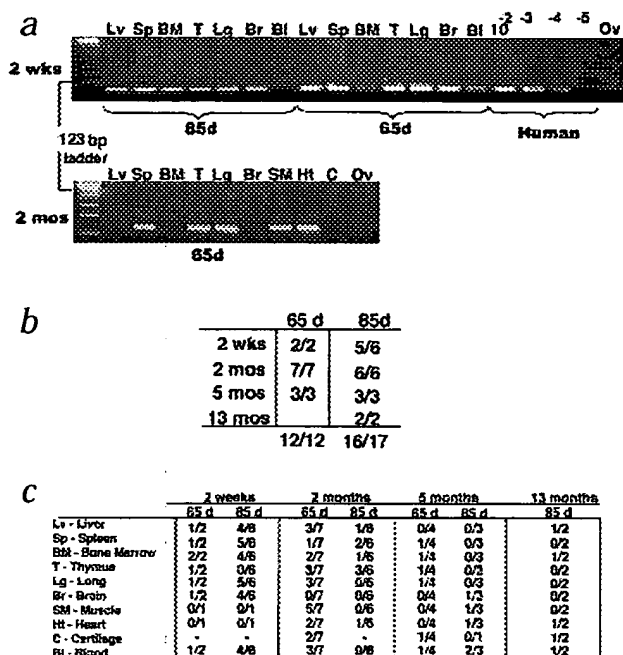 a
Lv Sp BM T Lg Br Bl Lv Sp BM T Lg Br Bl 10 -2 -3 -4 -5 Ov
2 wks
85d 65d Human
123 bp
ladder
Lv So BM T Lg Br SM Ht C Ov
2 mos
65d
b
65 d 85d
2 wks 2/2 5/6
2 mos 7/7 6/6
5 mos 3/3 3/3
13 mos 2/2
12/12 16/17
c
2 weeks 2 months 5 months 13 months
65 d 85 d 65 d 85 d 65 d 85 d 85 d
Lv - Liver 1/2 4/6 3/7 1/6 0/4 0/3 1/2
Sp - Spleen 1/2 5/6 1/7 2/6 1/4 0/3 0/2
BM - Bone Marrow 2/2 4/6 2/7 1/6 1/4 0/3 1/2
T - Thymus 1/2 0/6 3/7 3/6 1/4 0/2 0/2
Lg - Long 1/2 5/6 3/7 0/6 1/4 0/3 0/2
Br - Brain 1/2 4/6 0/7 0/6 0/4 1/3 0/2
SM - Muscle 0/1 0/1 5/7 0/6 0/4 1/3 0/2
Ht - Heart 0/1 0/1 2/7 1/6 0/4 1/3 1/2
C - Cartilage - - 2/7 - 1/4 0/1 1/2
Bl - Blood 1/2 4/6 3/7 0/6 1/4 2/3 1/2